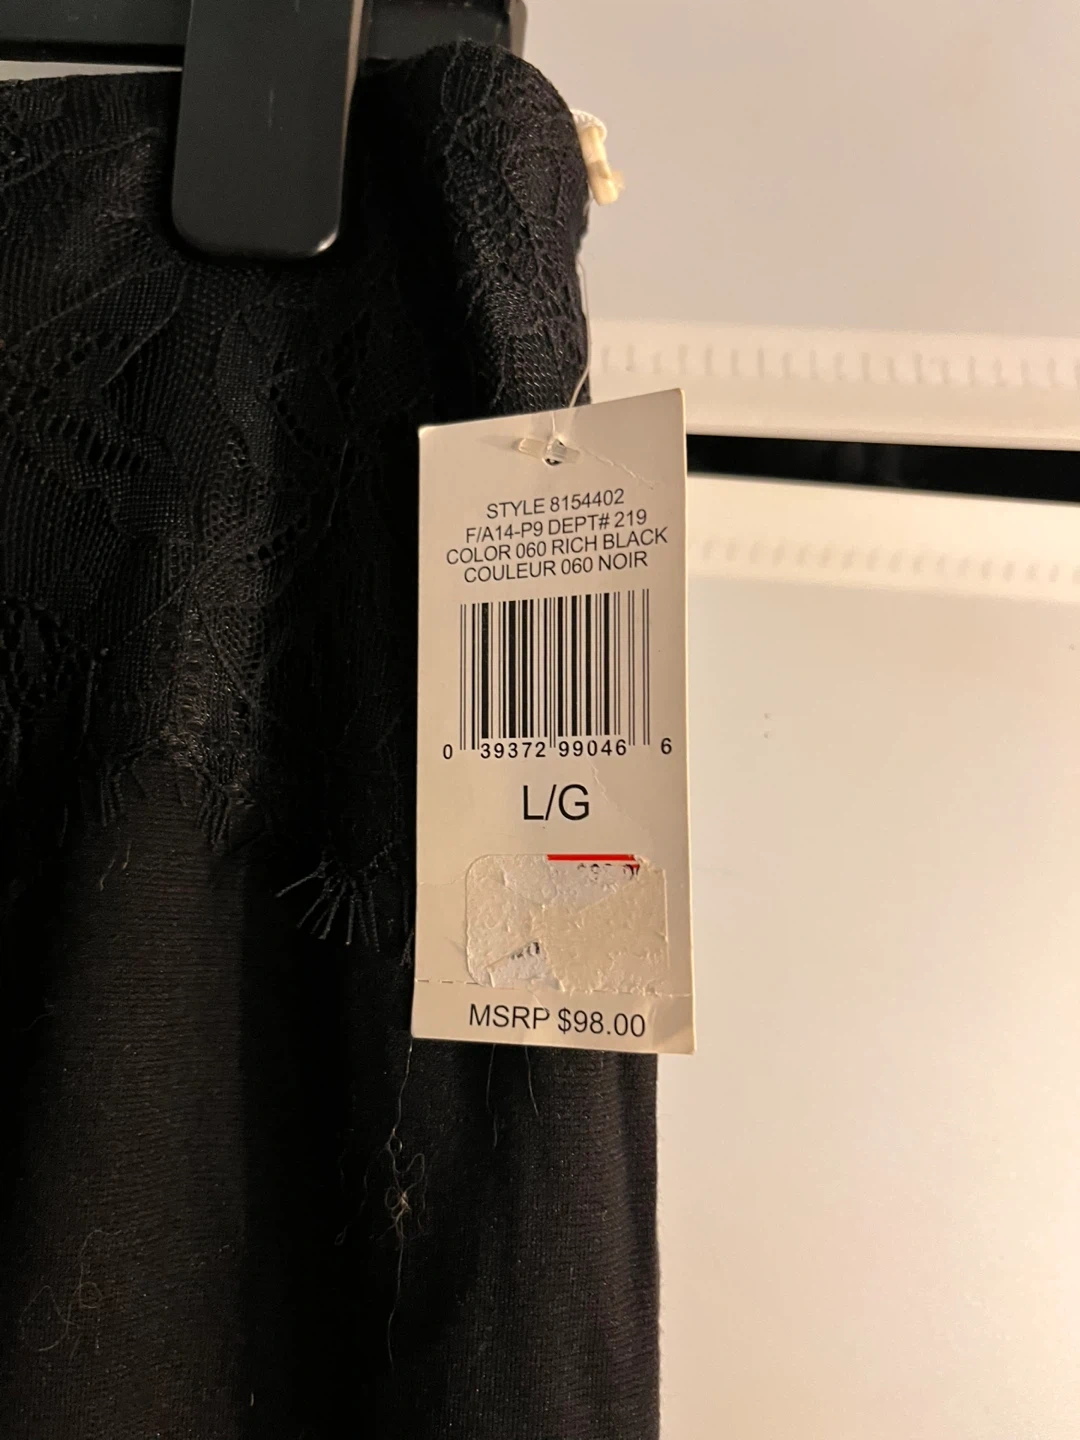 STYLE 8154402
F/A14-P9 DEPT# 219
COLOR 060 RICH BLACK
COULEUR 060 NOIR
0 39372 99046 6
L/G
MSRP $98.00